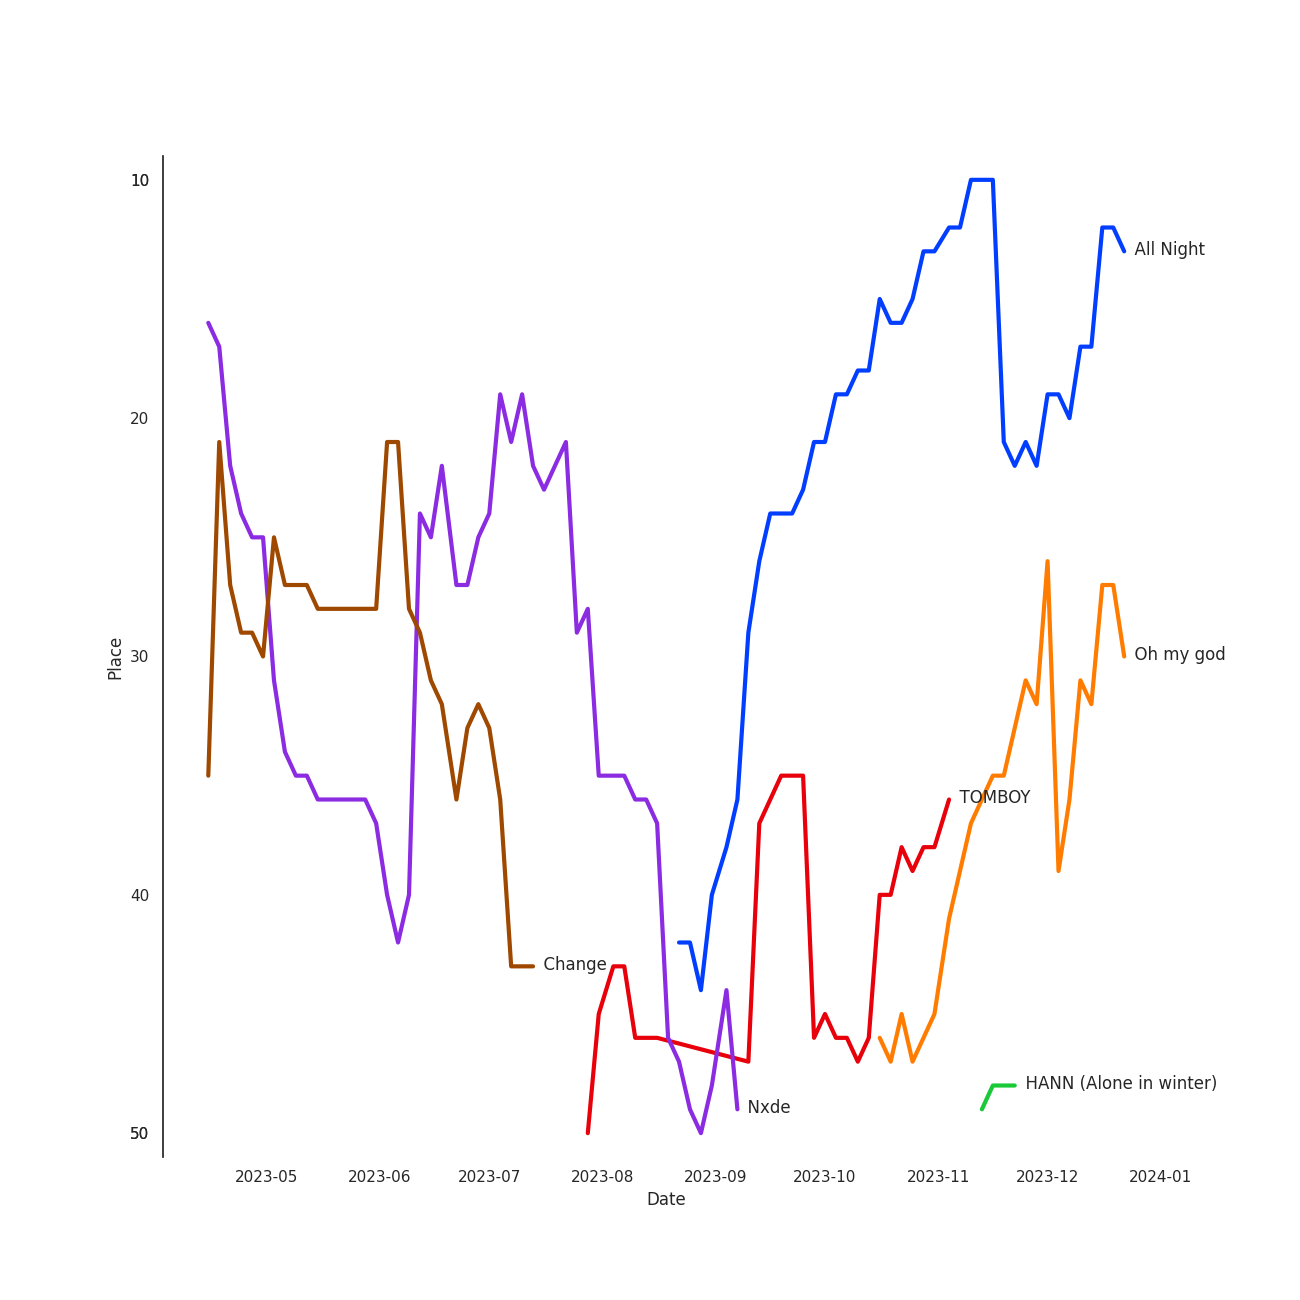 10
All Night
20
30
Place
Oh my god
TOMBOY
40
Change
HANN (Alone in winter)
Nxde
50
2023-05 2023-06 2023-07 2023-08 2023-09 2023-10 2023-11 2023-12 2024-01
Date